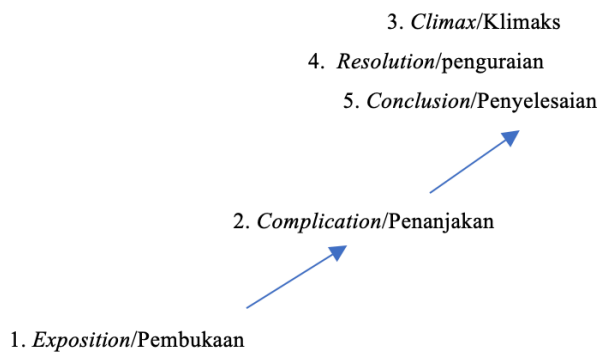 3. Climax/Klimaks
4. Resolution/penguraian
5. Conclusion/Penyelesaian
2. Complication/Penanjakan
1. Exposition/Pembukaan